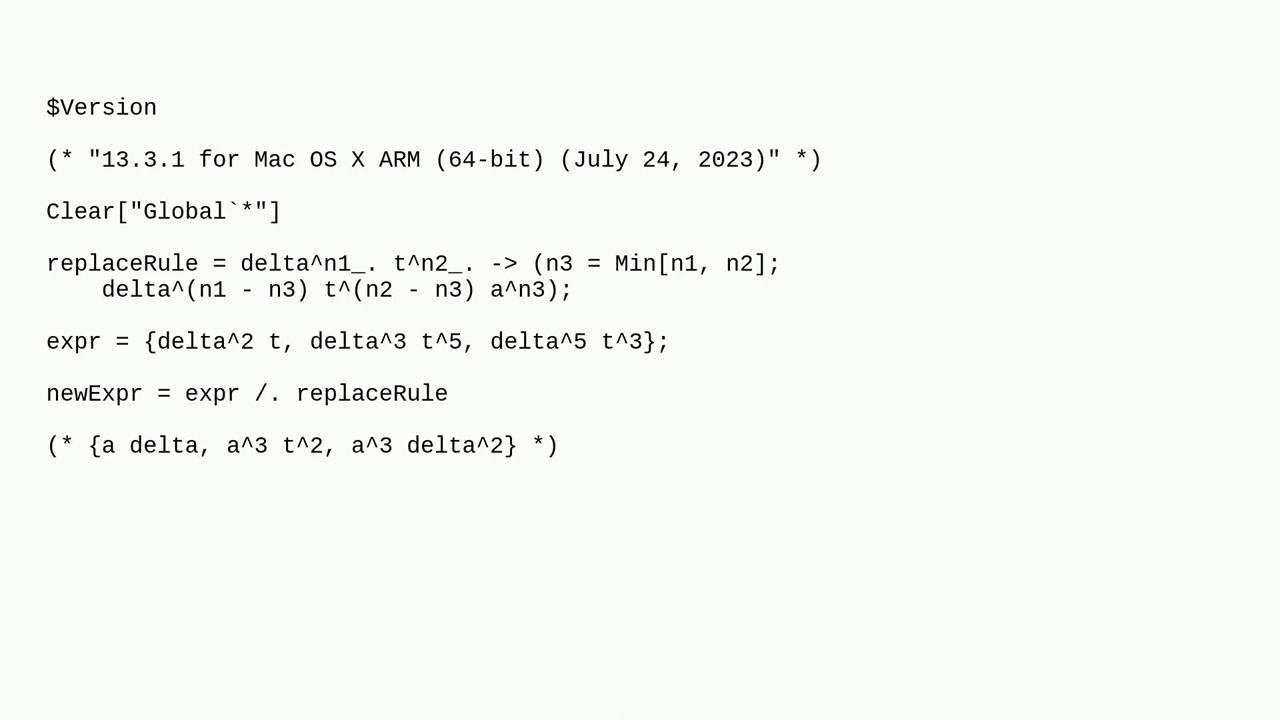 $Version
(* "13.3.1 for Mac OS X ARM (64-bit) (July 24, 2023)" *)
Clear["Global`*"]
replaceRule = delta^n1_. t^n2_. -> (n3 = Min[n1, n2];
delta^(n1 - n3) t^(n2 - n3) a^n3);
expr = {delta^2 t, delta^3 t^5, delta^5 t^3};
newExpr = expr /. replaceRule
(* {a delta, a^3 t^2, a^3 delta^2} *)